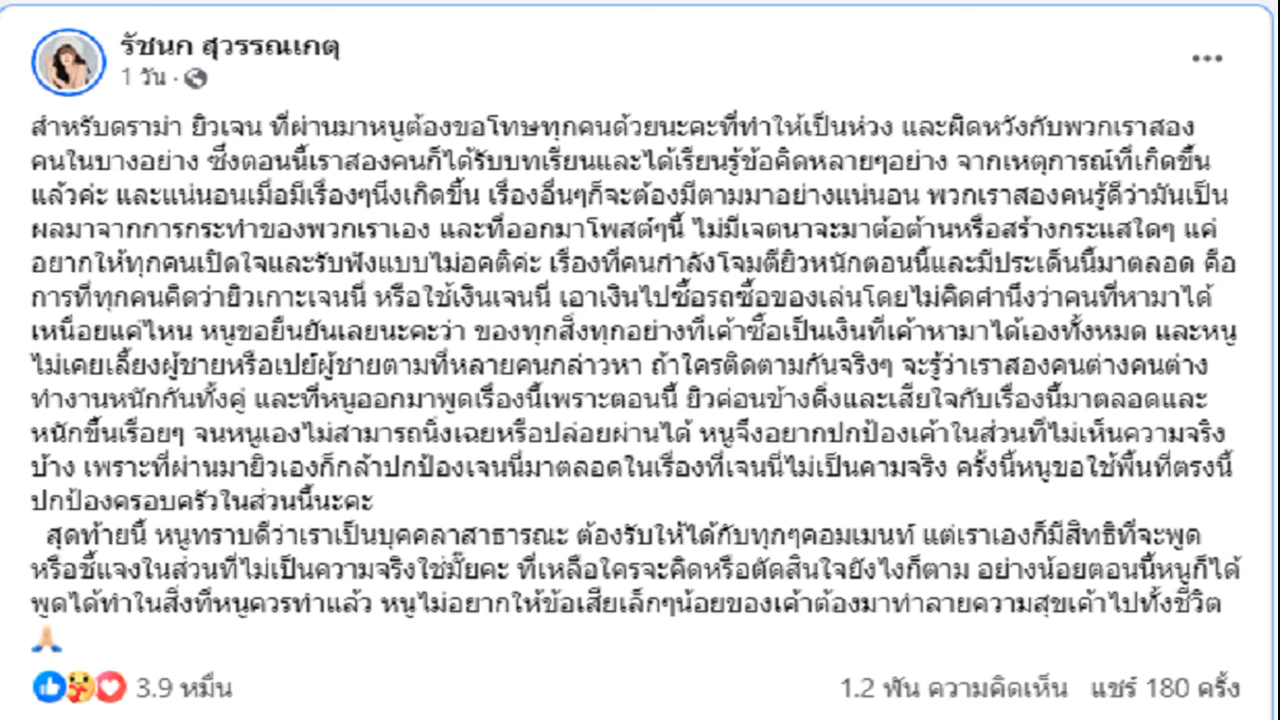 รัชนก สุวรรณเกตุ
1 วัน ·
สำหรับดราม่า ยิวเจน ที่ผ่านมาหนูต้องขอโทษทุกคนด้วยนะคะที่ทำให้เป็นห่วง และผิดหวังกับพวกเราสอง
คนในบางอย่าง ซึ่งตอนนี้เราสองคนก็ได้รับบทเรียนและได้เรียนรู้ข้อคิดหลายๆอย่าง จากเหตุการณ์ที่เกิดขึ้น
แล้วค่ะ และแน่นอนเมื่อมีเรื่องๆนึงเกิดขึ้น เรื่องอื่นๆก็จะต้องมีตามมาอย่างแน่นอน พวกเราสองคนรู้ดีว่ามันเป็น
ผลมาจากการกระทำของพวกเราเอง และที่ออกมาโพสต์ๆนี้ ไม่มีเจตนาจะมาต่อต้านหรือสร้างกระแสใดๆ แค่
อยากให้ทุกคนเปิดใจและรับฟังแบบไม่อคติค่ะ เรื่องที่คนกำลังโจมตียิวหนักตอนนี้และมีประเด็นนี้มาตลอด คือ
การที่ทุกคนคิดว่ายิวเกาะเจนนี่ หรือใช้เงินเจนนี่ เอาเงินไปซื้อรถซื้อของเล่นโดยไม่คิดคำนึงว่าคนที่หามาได้
เหนื่อยแค่ไหน หนูขอยืนยันเลยนะคะว่า ของทุกสิ่งทุกอย่างที่เค้าซื้อเป็นเงินที่เค้าหามาได้เองทั้งหมด และหนู
ไม่เคยเลี้ยงผู้ชายหรือเปย์ผู้ชายตามที่หลายคนกล่าวหา ถ้าใครติดตามกันจริงๆ จะรู้ว่าเราสองคนต่างคนต่าง
ทำงานหนักกันทั้งคู่ และที่หนูออกมาพูดเรื่องนี้เพราะตอนนี้ ยิวค่อนข้างดิ่งและเสียใจกับเรื่องนี้มาตลอดและ
หนักขึ้นเรื่อยๆ จนหนูเองไม่สามารถนิ่งเฉยหรือปล่อยผ่านได้ หนูจึงอยากปกป้องเค้าในส่วนที่ไม่เห็นความจริง
บ้าง เพราะที่ผ่านมายิวเองก็กล้าปกป้องเจนนี่มาตลอดในเรื่องที่เจนนี่ไม่เป็นคามจริง ครั้งนี้หนูขอใช้พื้นที่ตรงนี้
ปกป้องครอบครัวในส่วนนี้นะคะ
สุดท้ายนี้ หนูทราบดีว่าเราเป็นบุคคลาสาธารณะ ต้องรับให้ได้กับทุกๆคอมเมนท์ แต่เราเองก็มีสิทธิที่จะพูด
หรือชี้แจงในส่วนที่ไม่เป็นความจริงใช่มั๊ยคะ ที่เหลือใครจะคิดหรือตัดสินใจยังไงก็ตาม อย่างน้อยตอนนี้หนูก็ได้
พูดได้ทำในสิ่งที่หนูควรทำแล้ว หนูไม่อยากให้ข้อเสียเล็กๆน้อยของเค้าต้องมาทำลายความสุขเค้าไปทั้งชีวิต
🙏🏻
3.9 หมื่น
1.2 พัน ความคิดเห็น แชร์ 180 ครั้ง